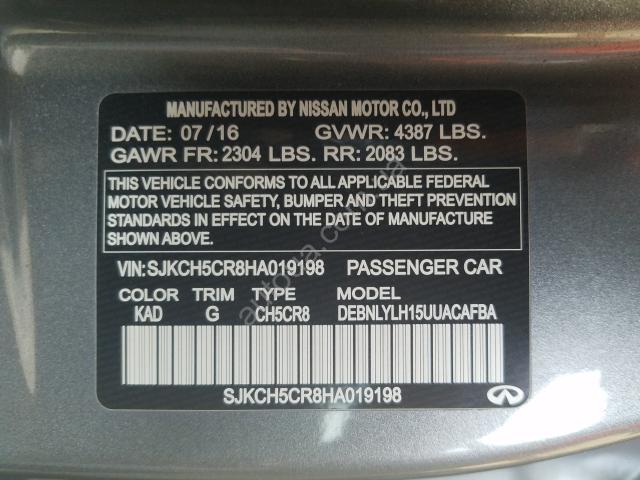 MANUFACTURED BY NISSAN MOTOR CO., LTD
DATE: 07/16 GVWR: 4387 LBS.
GAWR FR: 2304 LBS. RR: 2083 LBS.
THIS VEHICLE CONFORMS TO ALL APPLICABLE FEDERAL
MOTOR VEHICLE SAFETY, BUMPER AND THEFT PREVENTION
STANDARDS IN EFFECT ON THE DATE OF MANUFACTURE
SHOWN ABOVE.
VIN: SJKCH5CR8HA019198 PASSENGER CAR
COLOR TRIM TYPE MODEL
KAD G CH5CR8 DEBNLYLH15UUACAFBA
SJKCH5CR8HA019198